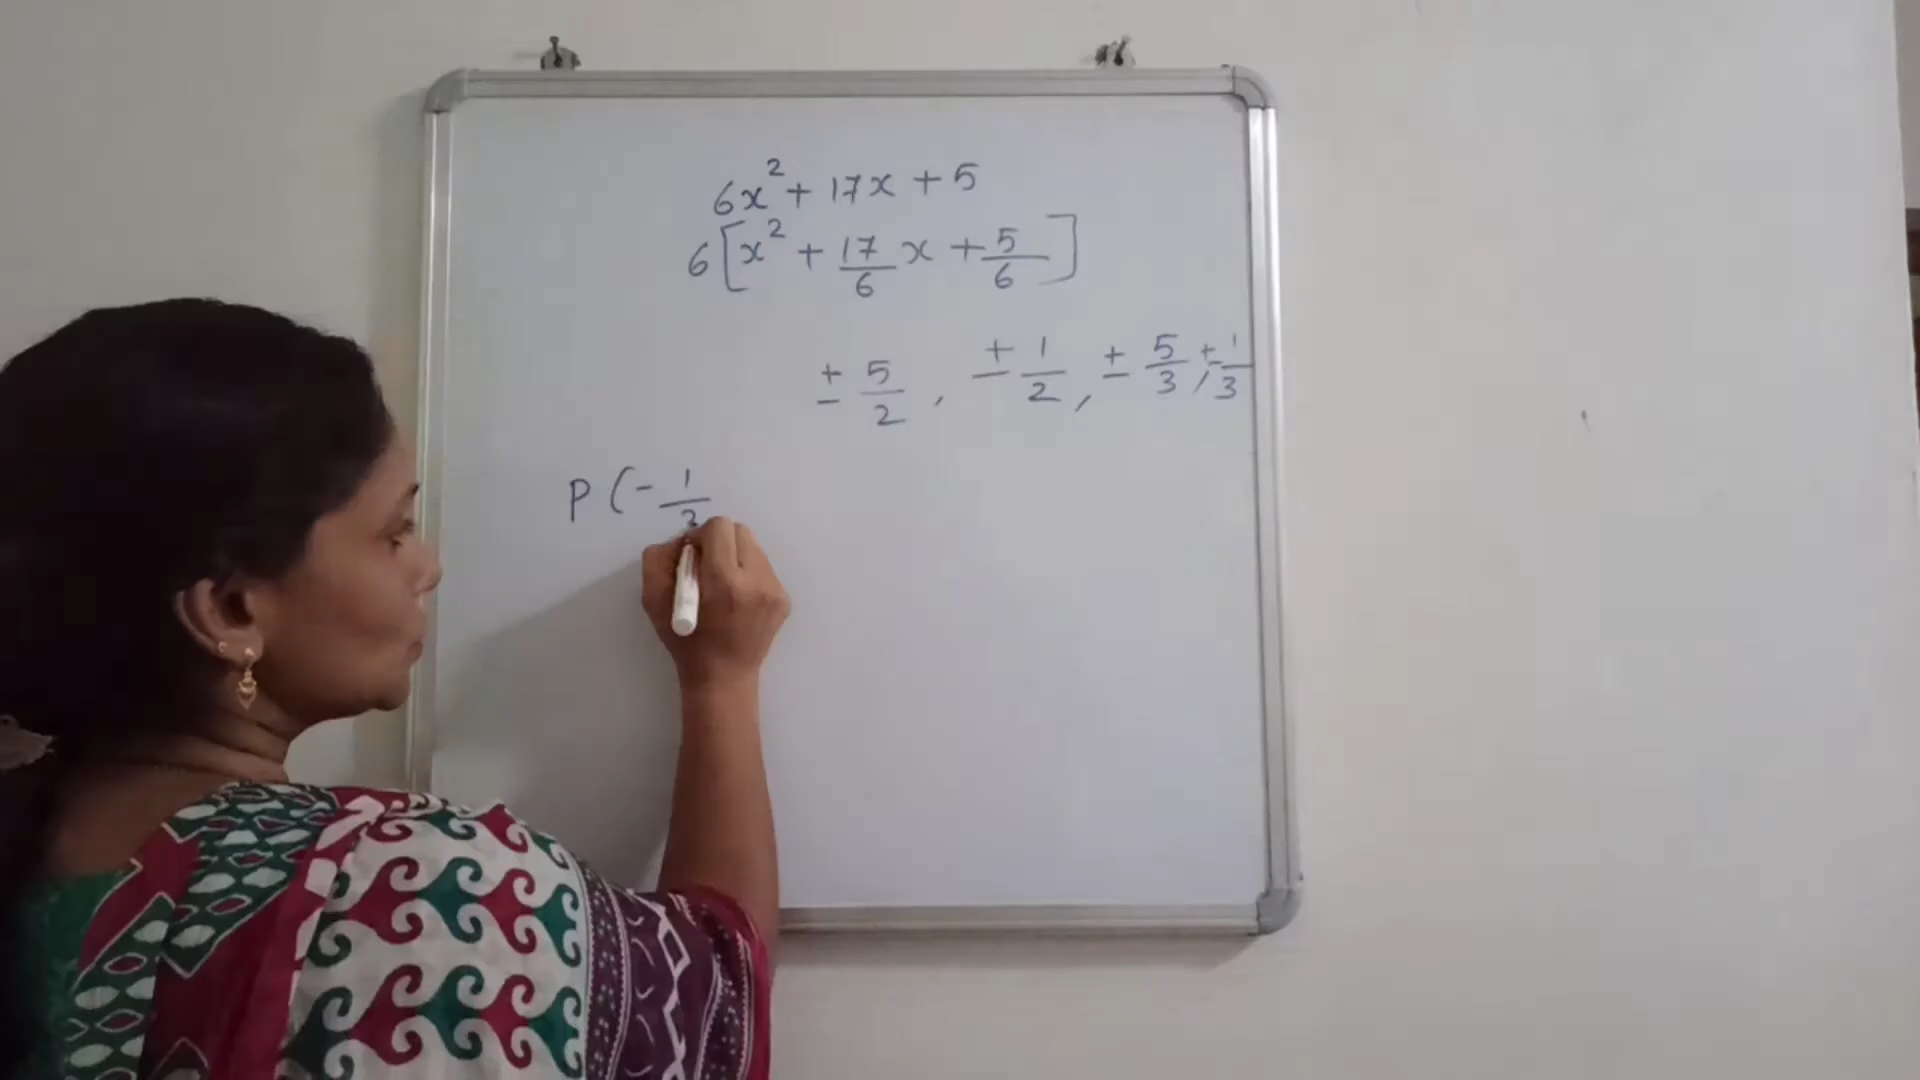 6x² + 17x + 5
6[x² + 17/6 x + 5/6]
± 5/2, ± 1/2, ± 5/3, ± 1/3
P(- 1/3